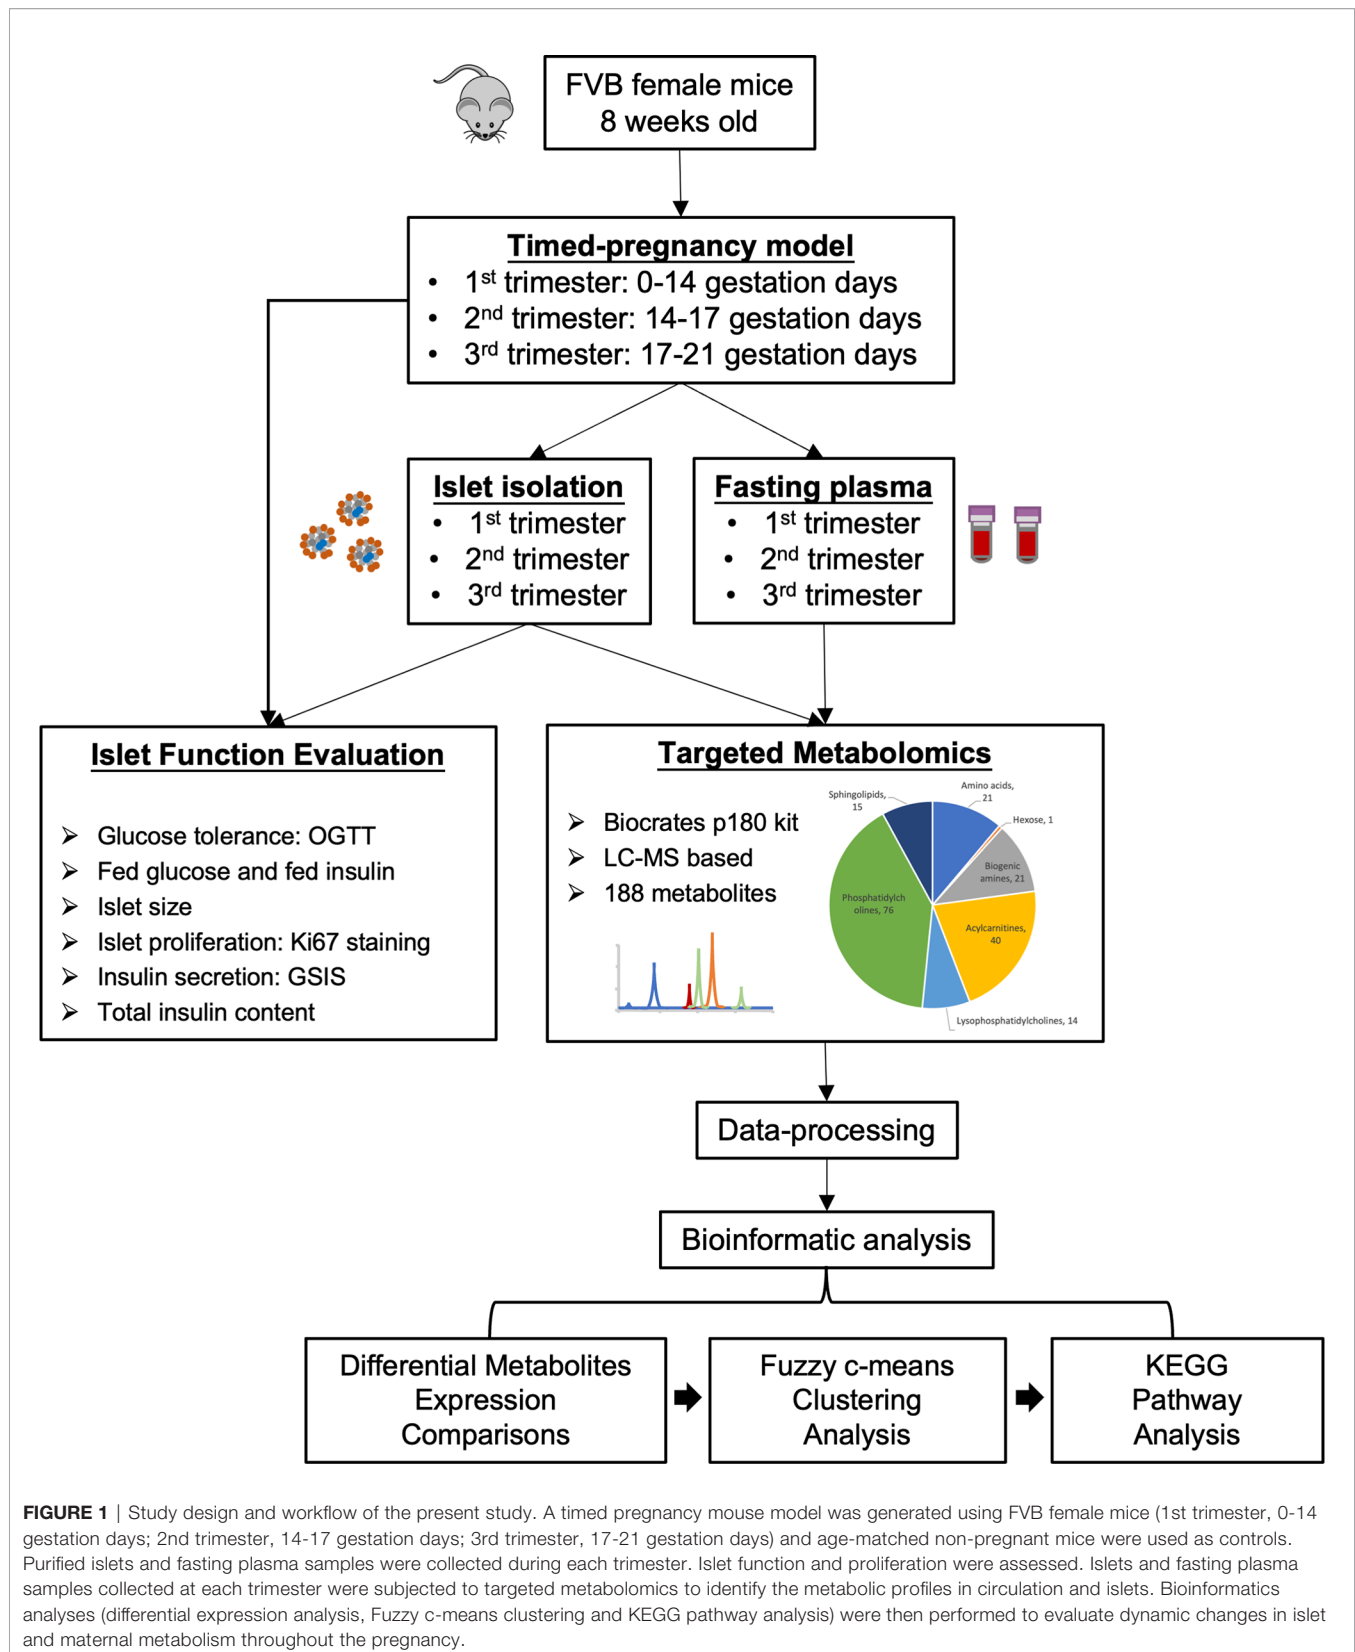 FVB female mice
8 weeks old
Timed-pregnancy model
• 1st trimester: 0-14 gestation days
• 2nd trimester: 14-17 gestation days
• 3rd trimester: 17-21 gestation days
Islet isolation
• 1st trimester
• 2nd trimester
• 3rd trimester
Fasting plasma
• 1st trimester
• 2nd trimester
• 3rd trimester
Islet Function Evaluation
➢ Glucose tolerance: OGTT
➢ Fed glucose and fed insulin
➢ Islet size
➢ Islet proliferation: Ki67 staining
➢ Insulin secretion: GSIS
➢ Total insulin content
Targeted Metabolomics
➢ Biocrates p180 kit
➢ LC-MS based
➢ 188 metabolites
Sphingolipids,
15
Amino acids,
21
Hexose, 1
Biogenic
amines, 21
Phosphatidylch
olines, 76
Acylcarnitines,
40
Lysophosphatidylcholines, 14
Data-processing
Bioinformatic analysis
Differential Metabolites
Expression
Comparisons
Fuzzy c-means
Clustering
Analysis
KEGG
Pathway
Analysis
FIGURE 1 | Study design and workflow of the present study. A timed pregnancy mouse model was generated using FVB female mice (1st trimester, 0-14
gestation days; 2nd trimester, 14-17 gestation days; 3rd trimester, 17-21 gestation days) and age-matched non-pregnant mice were used as controls.
Purified islets and fasting plasma samples were collected during each trimester. Islet function and proliferation were assessed. Islets and fasting plasma
samples collected at each trimester were subjected to targeted metabolomics to identify the metabolic profiles in circulation and islets. Bioinformatics
analyses (differential expression analysis, Fuzzy c-means clustering and KEGG pathway analysis) were then performed to evaluate dynamic changes in islet
and maternal metabolism throughout the pregnancy.